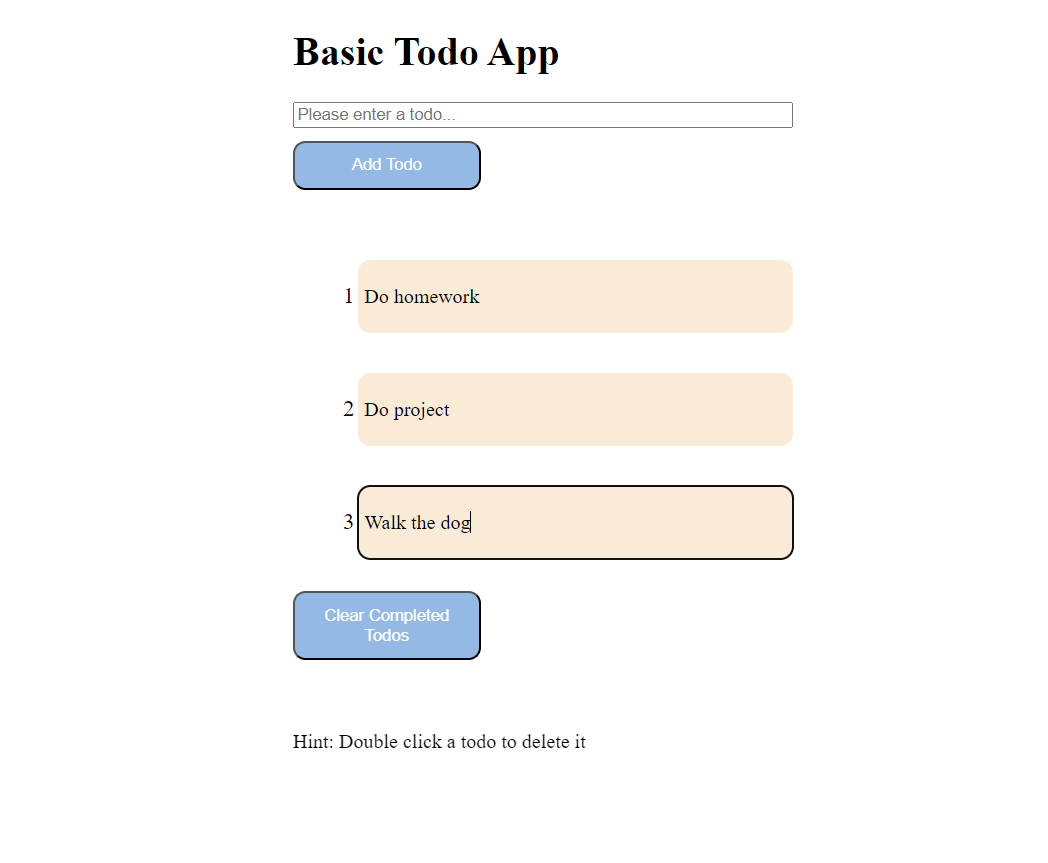 Basic Todo App
Please enter a todo...
Add Todo
1 Do homework
2 Do project
3 Walk the dog
Clear Completed
Todos
Hint: Double click a todo to delete it